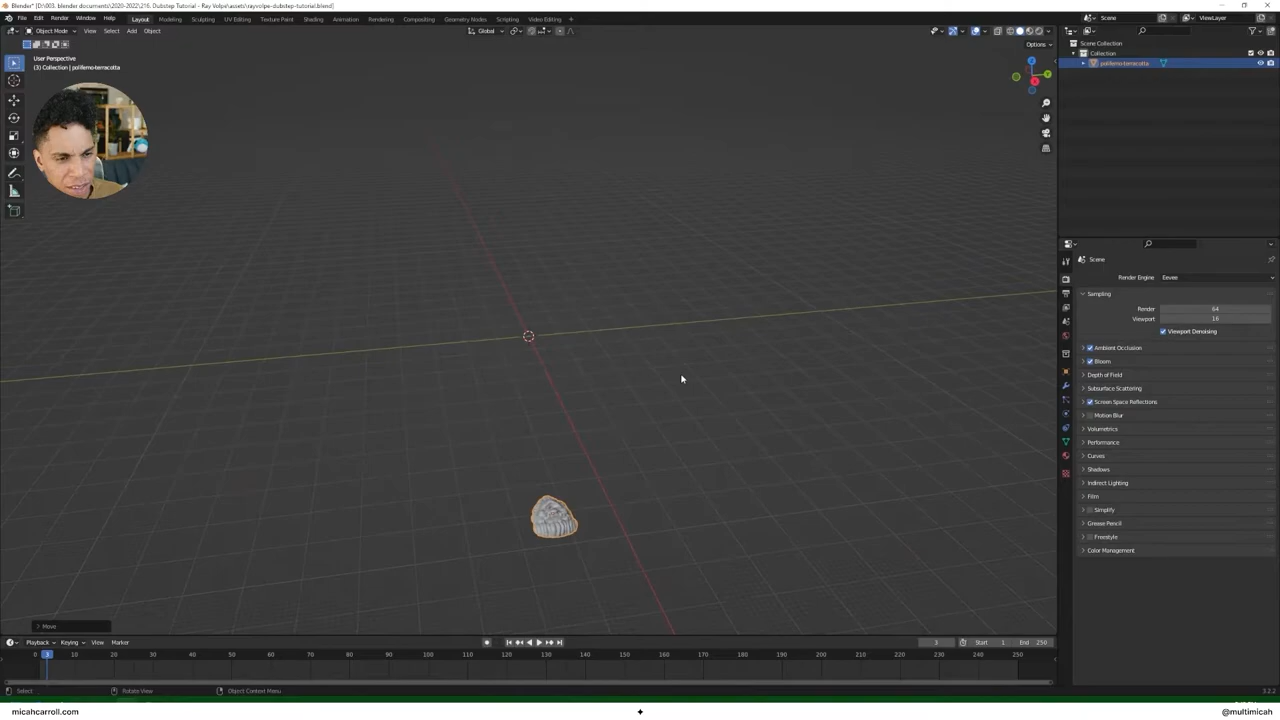 Blender* [D:\003. blender documents\2020-2022\216. Dubstep Tutorial - Ray Volpe\assets\rayvolpe-dubstep-tutorial.blend]
File Edit Render Window Help Layout Modeling Sculpting UV Editing Texture Paint Shading Animation Rendering Compositing Geometry Nodes Scripting Video Editing +
Scene ViewLayer
Object Mode View Select Add Object Global
Options
User Perspective
(3) Collection | polifemo-terracotta
Scene Collection
Collection
polifemo-terracotta
Scene
Render Engine Eevee
Sampling
Render 64
Viewport 16
Viewport Denoising
Ambient Occlusion
Bloom
Depth of Field
Subsurface Scattering
Screen Space Reflections
Motion Blur
Volumetrics
Performance
Curves
Shadows
Indirect Lighting
Film
Simplify
Grease Pencil
Freestyle
Color Management
Move
Playback Keying View Marker 3 Start 1 End 250
0 3 10 20 30 40 50 60 70 80 90 100 110 120 130 140 150 160 170 180 190 200 210 220 230 240 250
Select Rotate View Object Context Menu 3.2.2
micahcarroll.com @multimicah